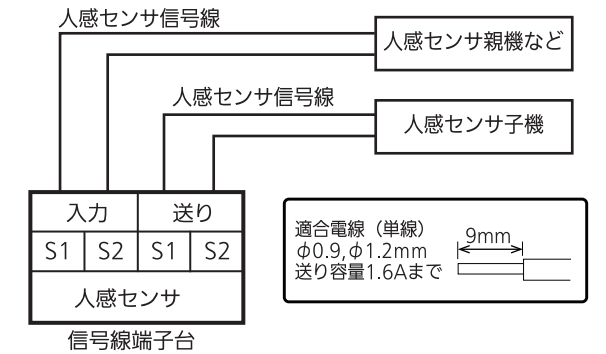 人感センサ信号線
人感センサ親機など
人感センサ信号線
人感センサ子機
入力 送り
S1 S2 S1 S2
人感センサ
信号線端子台
適合電線（単線）
φ0.9,φ1.2mm
送り容量1.6Aまで
9mm